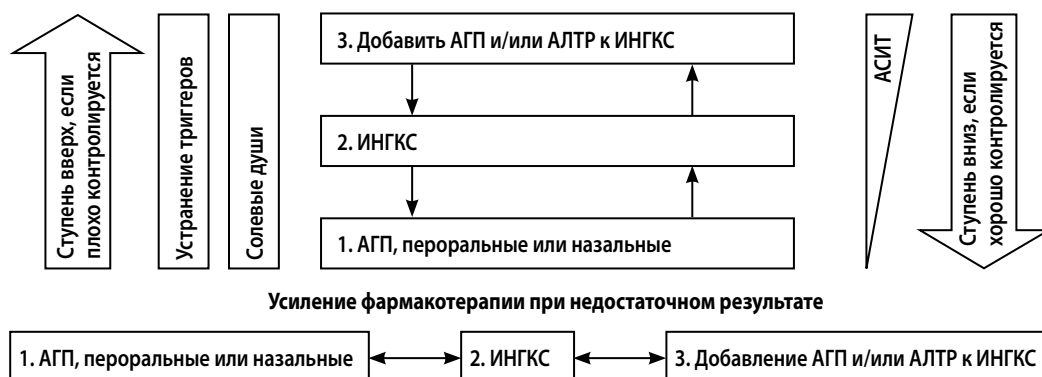 Ступень вверх, если
плохо контролируется
Устранение триггеров
Солевые души
3. Добавить АГП и/или АЛТР к ИНГКС
2. ИНГКС
1. АГП, пероральные или назальные
АСИТ
Ступень вниз, если
хорошо контролируется
Усиление фармакотерапии при недостаточном результате
1. АГП, пероральные или назальные
2. ИНГКС
3. Добавление АГП и/или АЛТР к ИНГКС